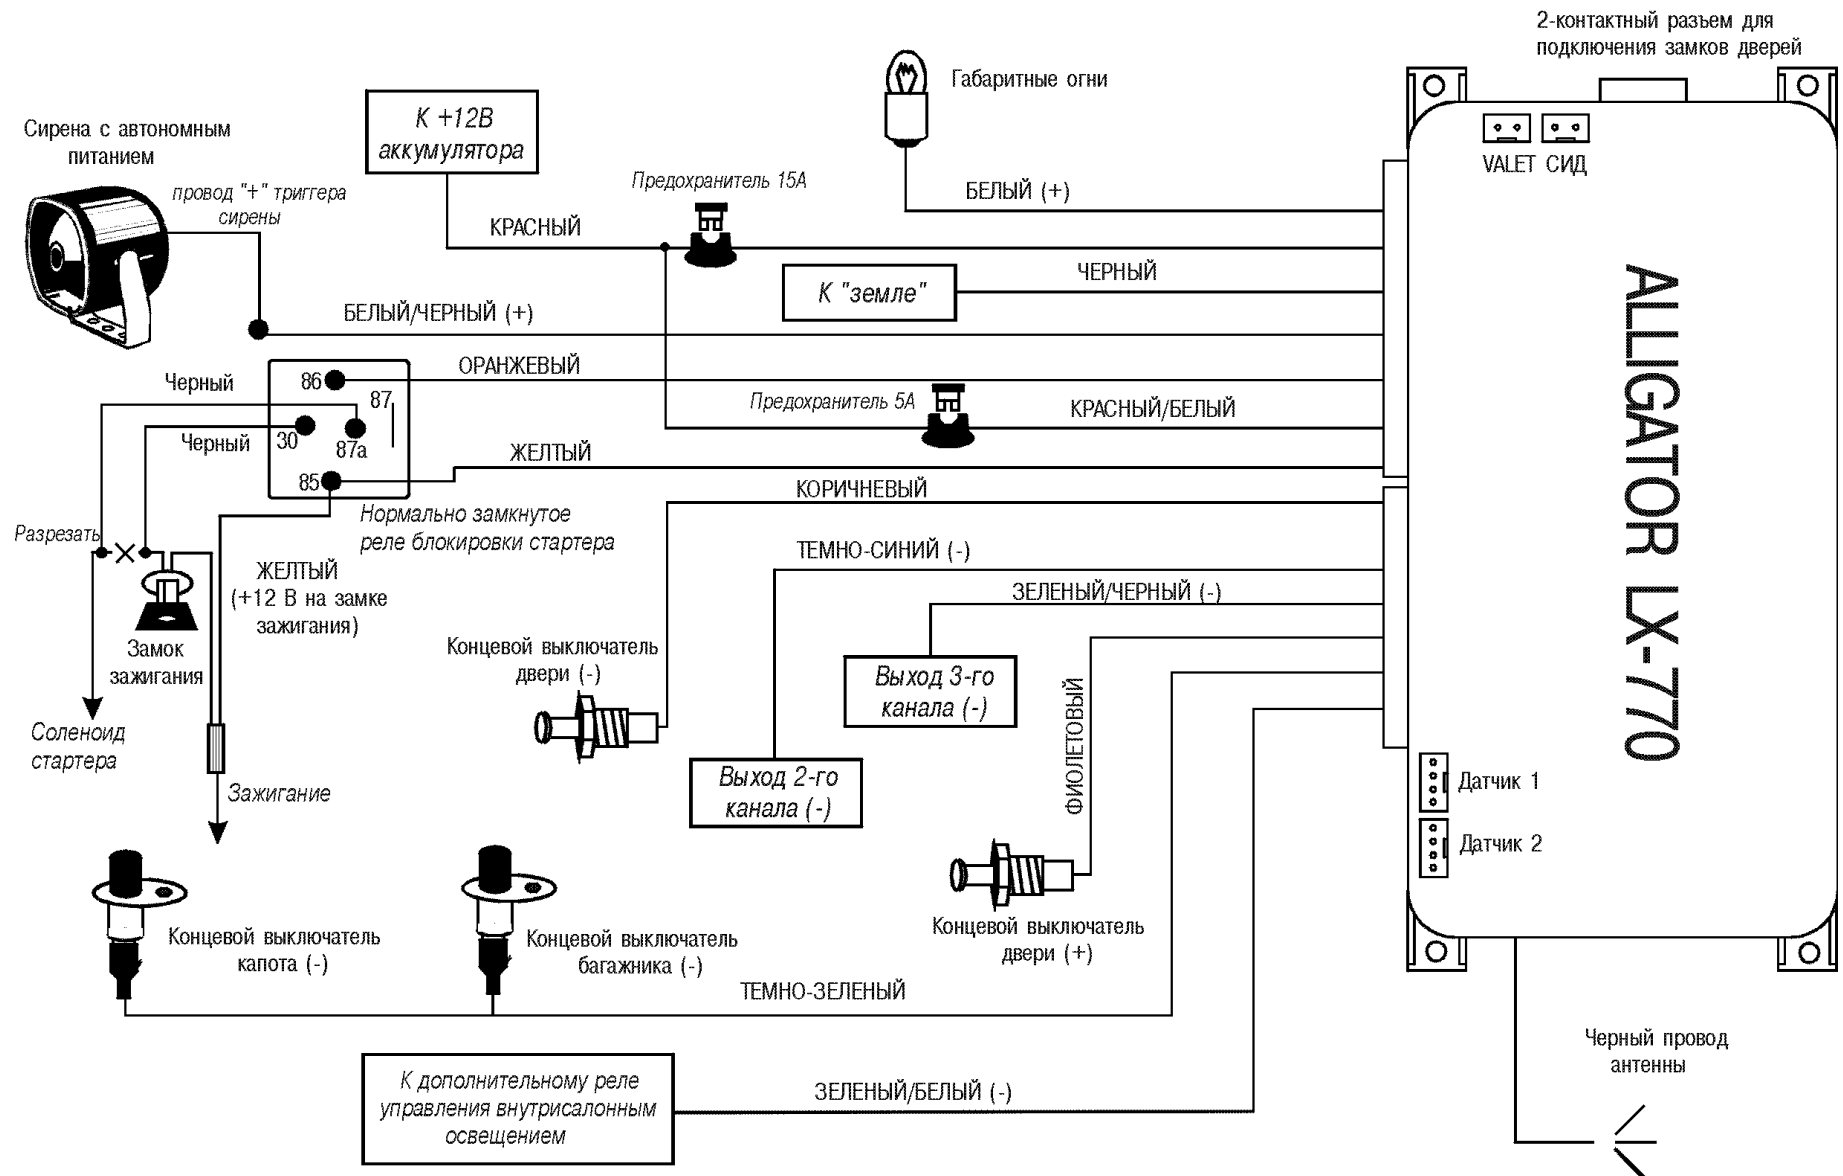 2-контактный разъем для
подключения замков дверей
Габаритные огни
К +12В
аккумулятора
Сирена с автономным
питанием
провод "+" триггера
сирены
Предохранитель 15А
БЕЛЫЙ (+)
VALET СИД
КРАСНЫЙ
ЧЕРНЫЙ
К "земле"
БЕЛЫЙ/ЧЕРНЫЙ (+)
ALLIGATOR LX-770
ОРАНЖЕВЫЙ
Черный
86
87
Предохранитель 5А
КРАСНЫЙ/БЕЛЫЙ
Черный
30
87а
ЖЕЛТЫЙ
85
КОРИЧНЕВЫЙ
Нормально замкнутое
реле блокировки стартера
Разрезать
ТЕМНО-СИНИЙ (-)
ЖЕЛТЫЙ
(+12 В на замке
зажигания)
ЗЕЛЕНЫЙ/ЧЕРНЫЙ (-)
Замок
зажигания
Концевой выключатель
двери (-)
Выход 3-го
канала (-)
ФИОЛЕТОВЫЙ
Соленоид
стартера
Выход 2-го
канала (-)
Зажигание
Датчик 1
Датчик 2
Концевой выключатель
капота (-)
Концевой выключатель
багажника (-)
Концевой выключатель
двери (+)
ТЕМНО-ЗЕЛЕНЫЙ
Черный провод
антенны
К дополнительному реле
управления внутрисалонным
освещением
ЗЕЛЕНЫЙ/БЕЛЫЙ (-)